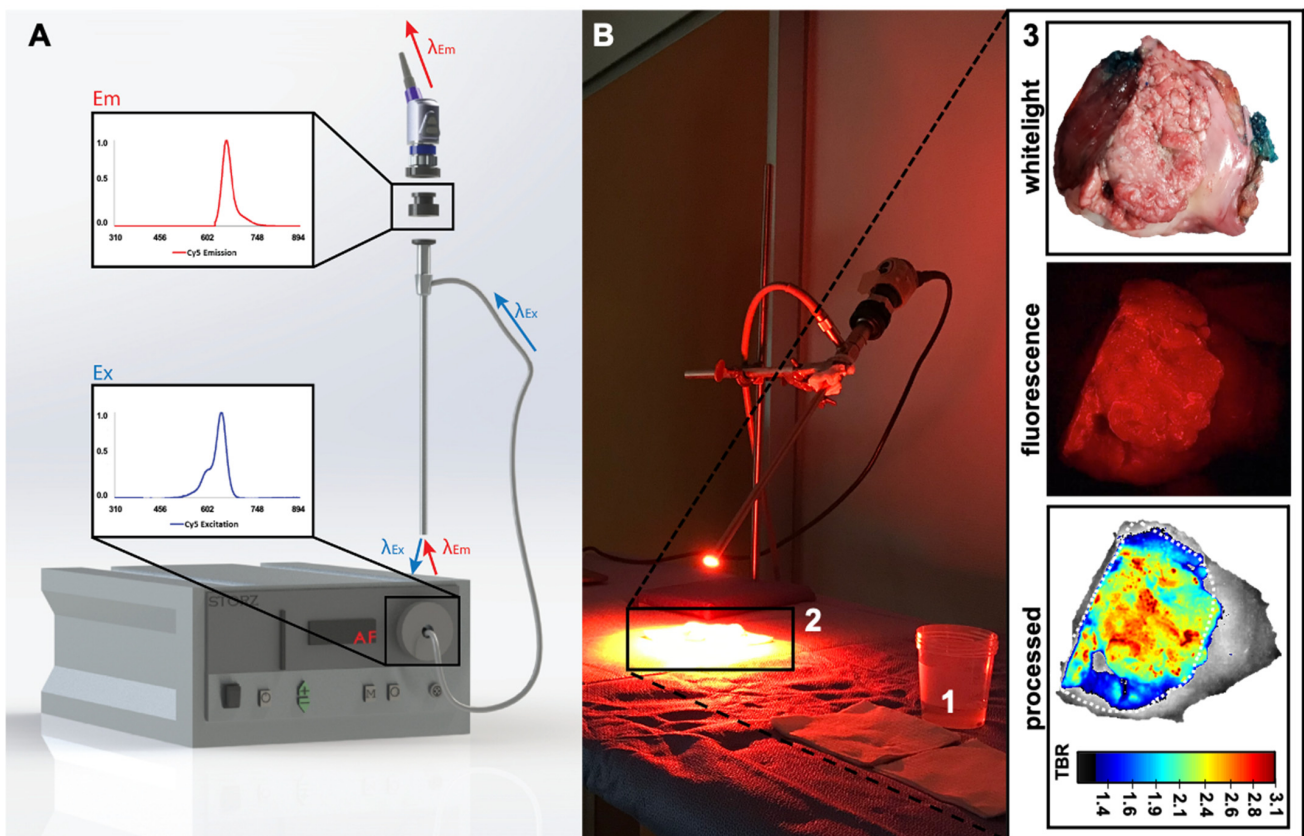 A
λEm
Em
1.0
0.5
0.0
310 456 602 748 894
Cy5 Emission
λEx
Ex
1.0
0.5
0.0
310 456 602 748 894
Cy5 Excitation
λEx
λEm
STORZ
AF
M
B
2
1
3
whitelight
fluorescence
processed
TBR
1.4 1.6 1.9 2.1 2.4 2.6 2.8 3.1